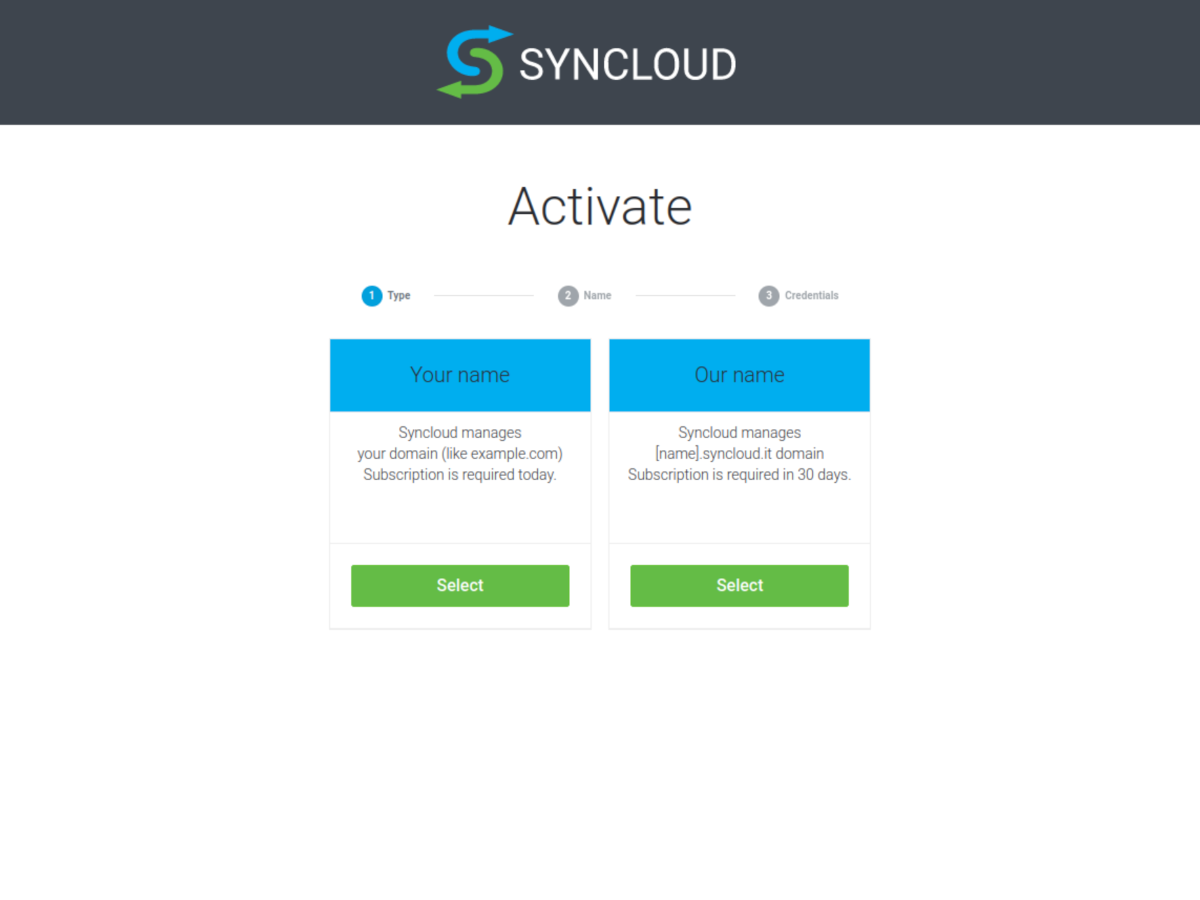 SYNCLOUD
Activate
1 Type 2 Name 3 Credentials
Your name
Syncloud manages
your domain (like example.com)
Subscription is required today.
Select
Our name
Syncloud manages
[name].syncloud.it domain
Subscription is required in 30 days.
Select